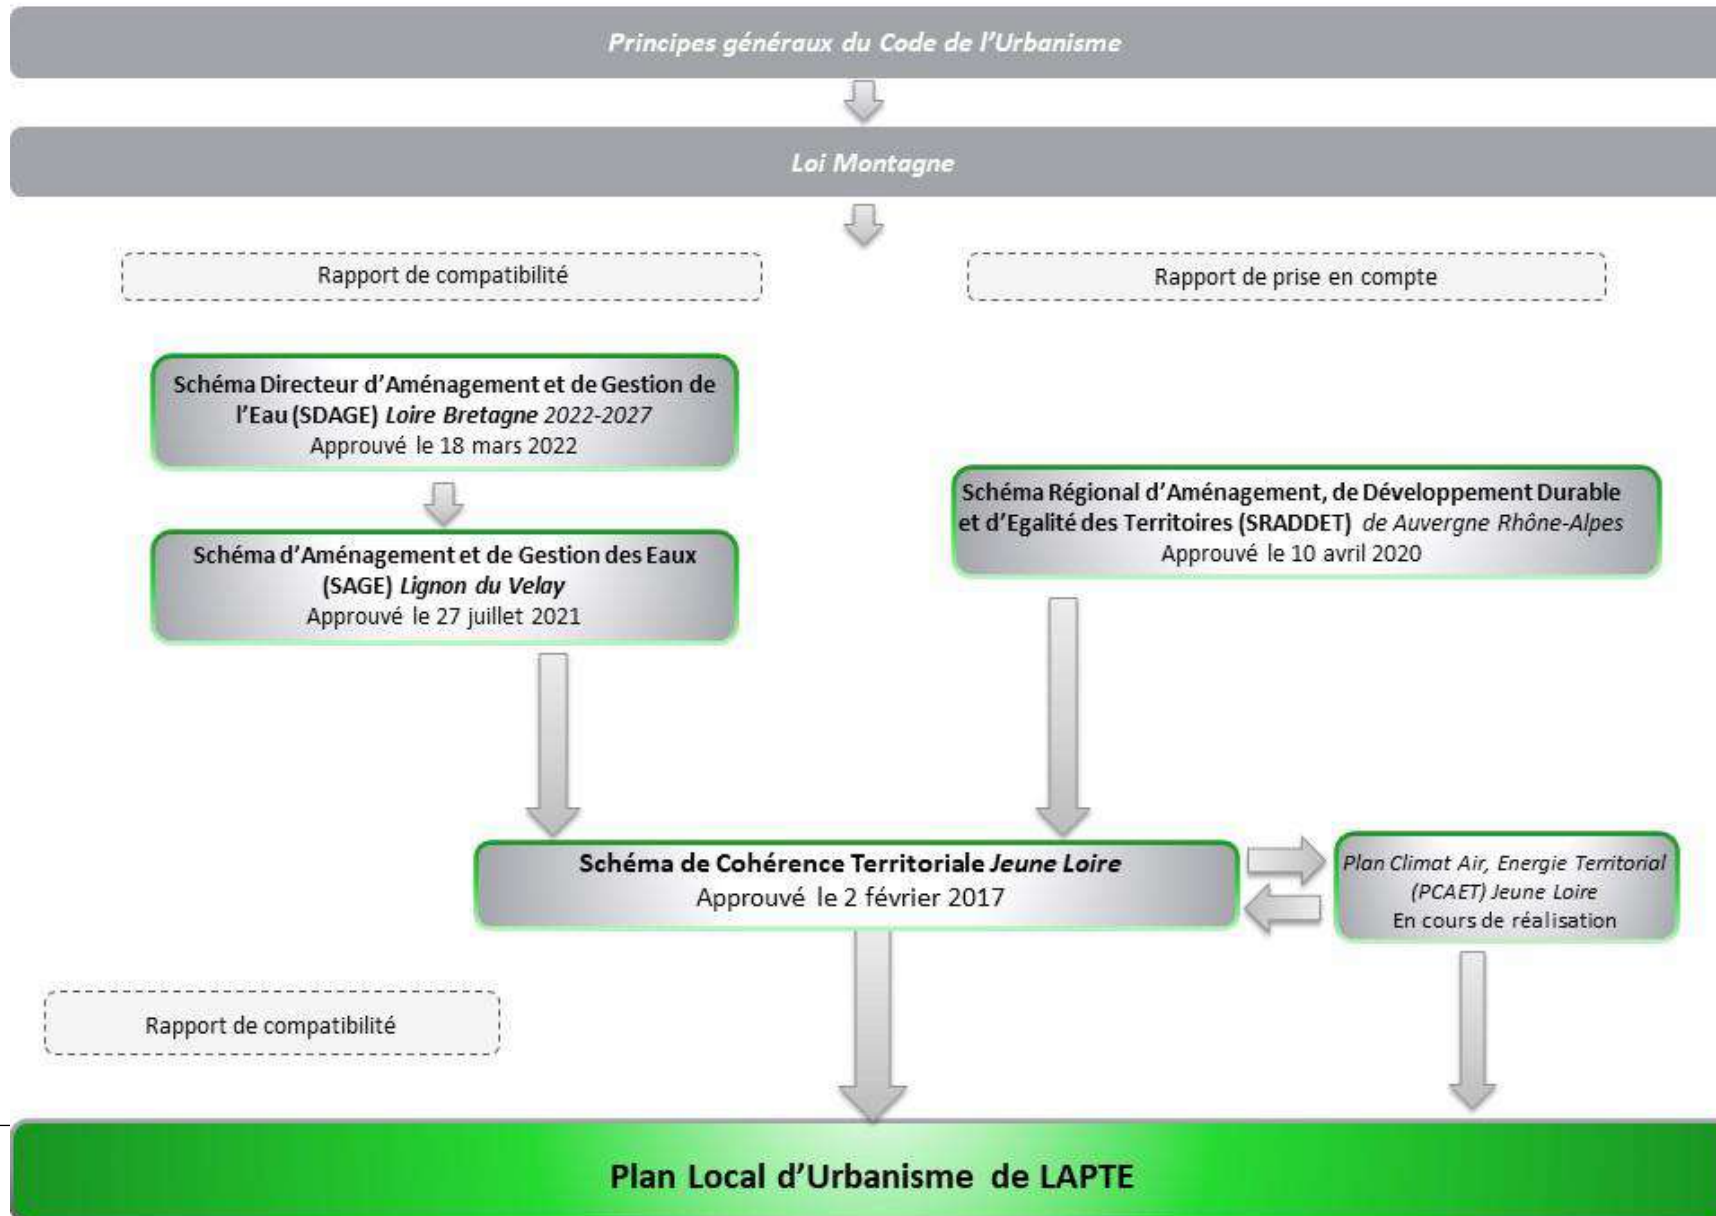 Principes généraux du Code de l'Urbanisme
Loi Montagne
Rapport de compatibilité
Rapport de prise en compte
Schéma Directeur d'Aménagement et de Gestion de
l'Eau (SDAGE) Loire Bretagne 2022-2027
Approuvé le 18 mars 2022
Schéma d'Aménagement et de Gestion des Eaux
(SAGE) Lignon du Velay
Approuvé le 27 juillet 2021
Schéma Régional d'Aménagement, de Développement Durable
et d'Egalité des Territoires (SRADDET) de Auvergne Rhône-Alpes
Approuvé le 10 avril 2020
Schéma de Cohérence Territoriale Jeune Loire
Approuvé le 2 février 2017
Plan Climat Air, Energie Territorial
(PCAET) Jeune Loire
En cours de réalisation
Rapport de compatibilité
Plan Local d'Urbanisme de LAPTE